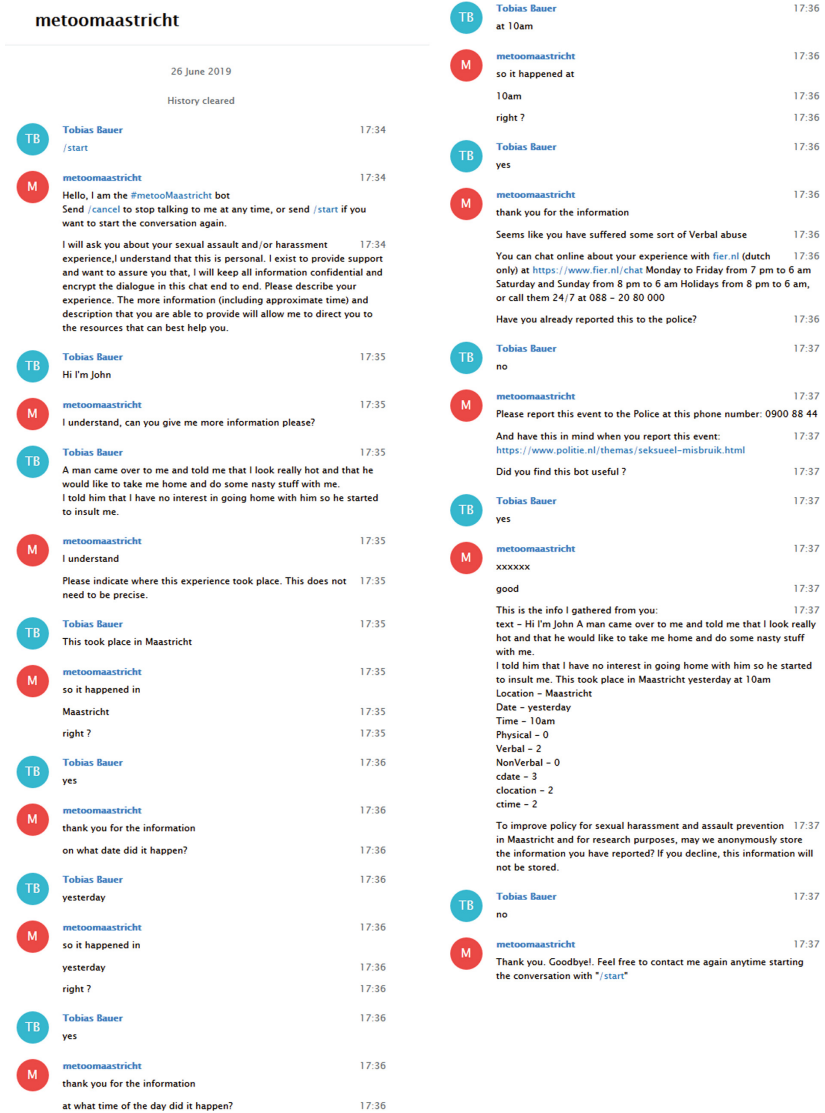 metoomaastricht
26 June 2019
History cleared
TB
Tobias Bauer 17:34
/start
M
metoomaastricht 17:34
Hello, I am the #metooMaastricht bot
Send /cancel to stop talking to me at any time, or send /start if you
want to start the conversation again.
I will ask you about your sexual assault and/or harassment 17:34
experience,I understand that this is personal. I exist to provide support
and want to assure you that, I will keep all information confidential and
encrypt the dialogue in this chat end to end. Please describe your
experience. The more information (including approximate time) and
description that you are able to provide will allow me to direct you to
the resources that can best help you.
TB
Tobias Bauer 17:35
Hi I'm John
M
metoomaastricht 17:35
I understand, can you give me more information please?
TB
Tobias Bauer 17:35
A man came over to me and told me that I look really hot and that he
would like to take me home and do some nasty stuff with me.
I told him that I have no interest in going home with him so he started
to insult me.
M
metoomaastricht 17:35
I understand
Please indicate where this experience took place. This does not 17:35
need to be precise.
TB
Tobias Bauer 17:35
This took place in Maastricht
M
metoomaastricht 17:35
so it happened in
Maastricht 17:35
right ? 17:35
TB
Tobias Bauer 17:36
yes
M
metoomaastricht 17:36
thank you for the information
on what date did it happen? 17:36
TB
Tobias Bauer 17:36
yesterday
M
metoomaastricht 17:36
so it happened in
yesterday 17:36
right ? 17:36
TB
Tobias Bauer 17:36
yes
M
metoomaastricht 17:36
thank you for the information
at what time of the day did it happen? 17:36
TB
Tobias Bauer 17:36
at 10am
M
metoomaastricht 17:36
so it happened at
10am 17:36
right ? 17:36
TB
Tobias Bauer 17:36
yes
M
metoomaastricht 17:36
thank you for the information
Seems like you have suffered some sort of Verbal abuse 17:36
You can chat online about your experience with fier.nl (dutch 17:36
only) at https://www.fier.nl/chat Monday to Friday from 7 pm to 6 am
Saturday and Sunday from 8 pm to 6 am Holidays from 8 pm to 6 am,
or call them 24/7 at 088 - 20 80 000
Have you already reported this to the police? 17:36
TB
Tobias Bauer 17:37
no
M
metoomaastricht 17:37
Please report this event to the Police at this phone number: 0900 88 44
And have this in mind when you report this event: 17:37
https://www.politie.nl/themas/seksueel-misbruik.html
Did you find this bot useful ? 17:37
TB
Tobias Bauer 17:37
yes
M
metoomaastricht 17:37
xxxxxx
good 17:37
This is the info I gathered from you: 17:37
text - Hi I'm John A man came over to me and told me that I look really
hot and that he would like to take me home and do some nasty stuff
with me.
I told him that I have no interest in going home with him so he started
to insult me. This took place in Maastricht yesterday at 10am
Location - Maastricht
Date - yesterday
Time - 10am
Physical - 0
Verbal - 2
NonVerbal - 0
cdate - 3
clocation - 2
ctime - 2
To improve policy for sexual harassment and assault prevention 17:37
in Maastricht and for research purposes, may we anonymously store
the information you have reported? If you decline, this information will
not be stored.
TB
Tobias Bauer 17:37
no
M
metoomaastricht 17:37
Thank you. Goodbye!. Feel free to contact me again anytime starting
the conversation with "/start"